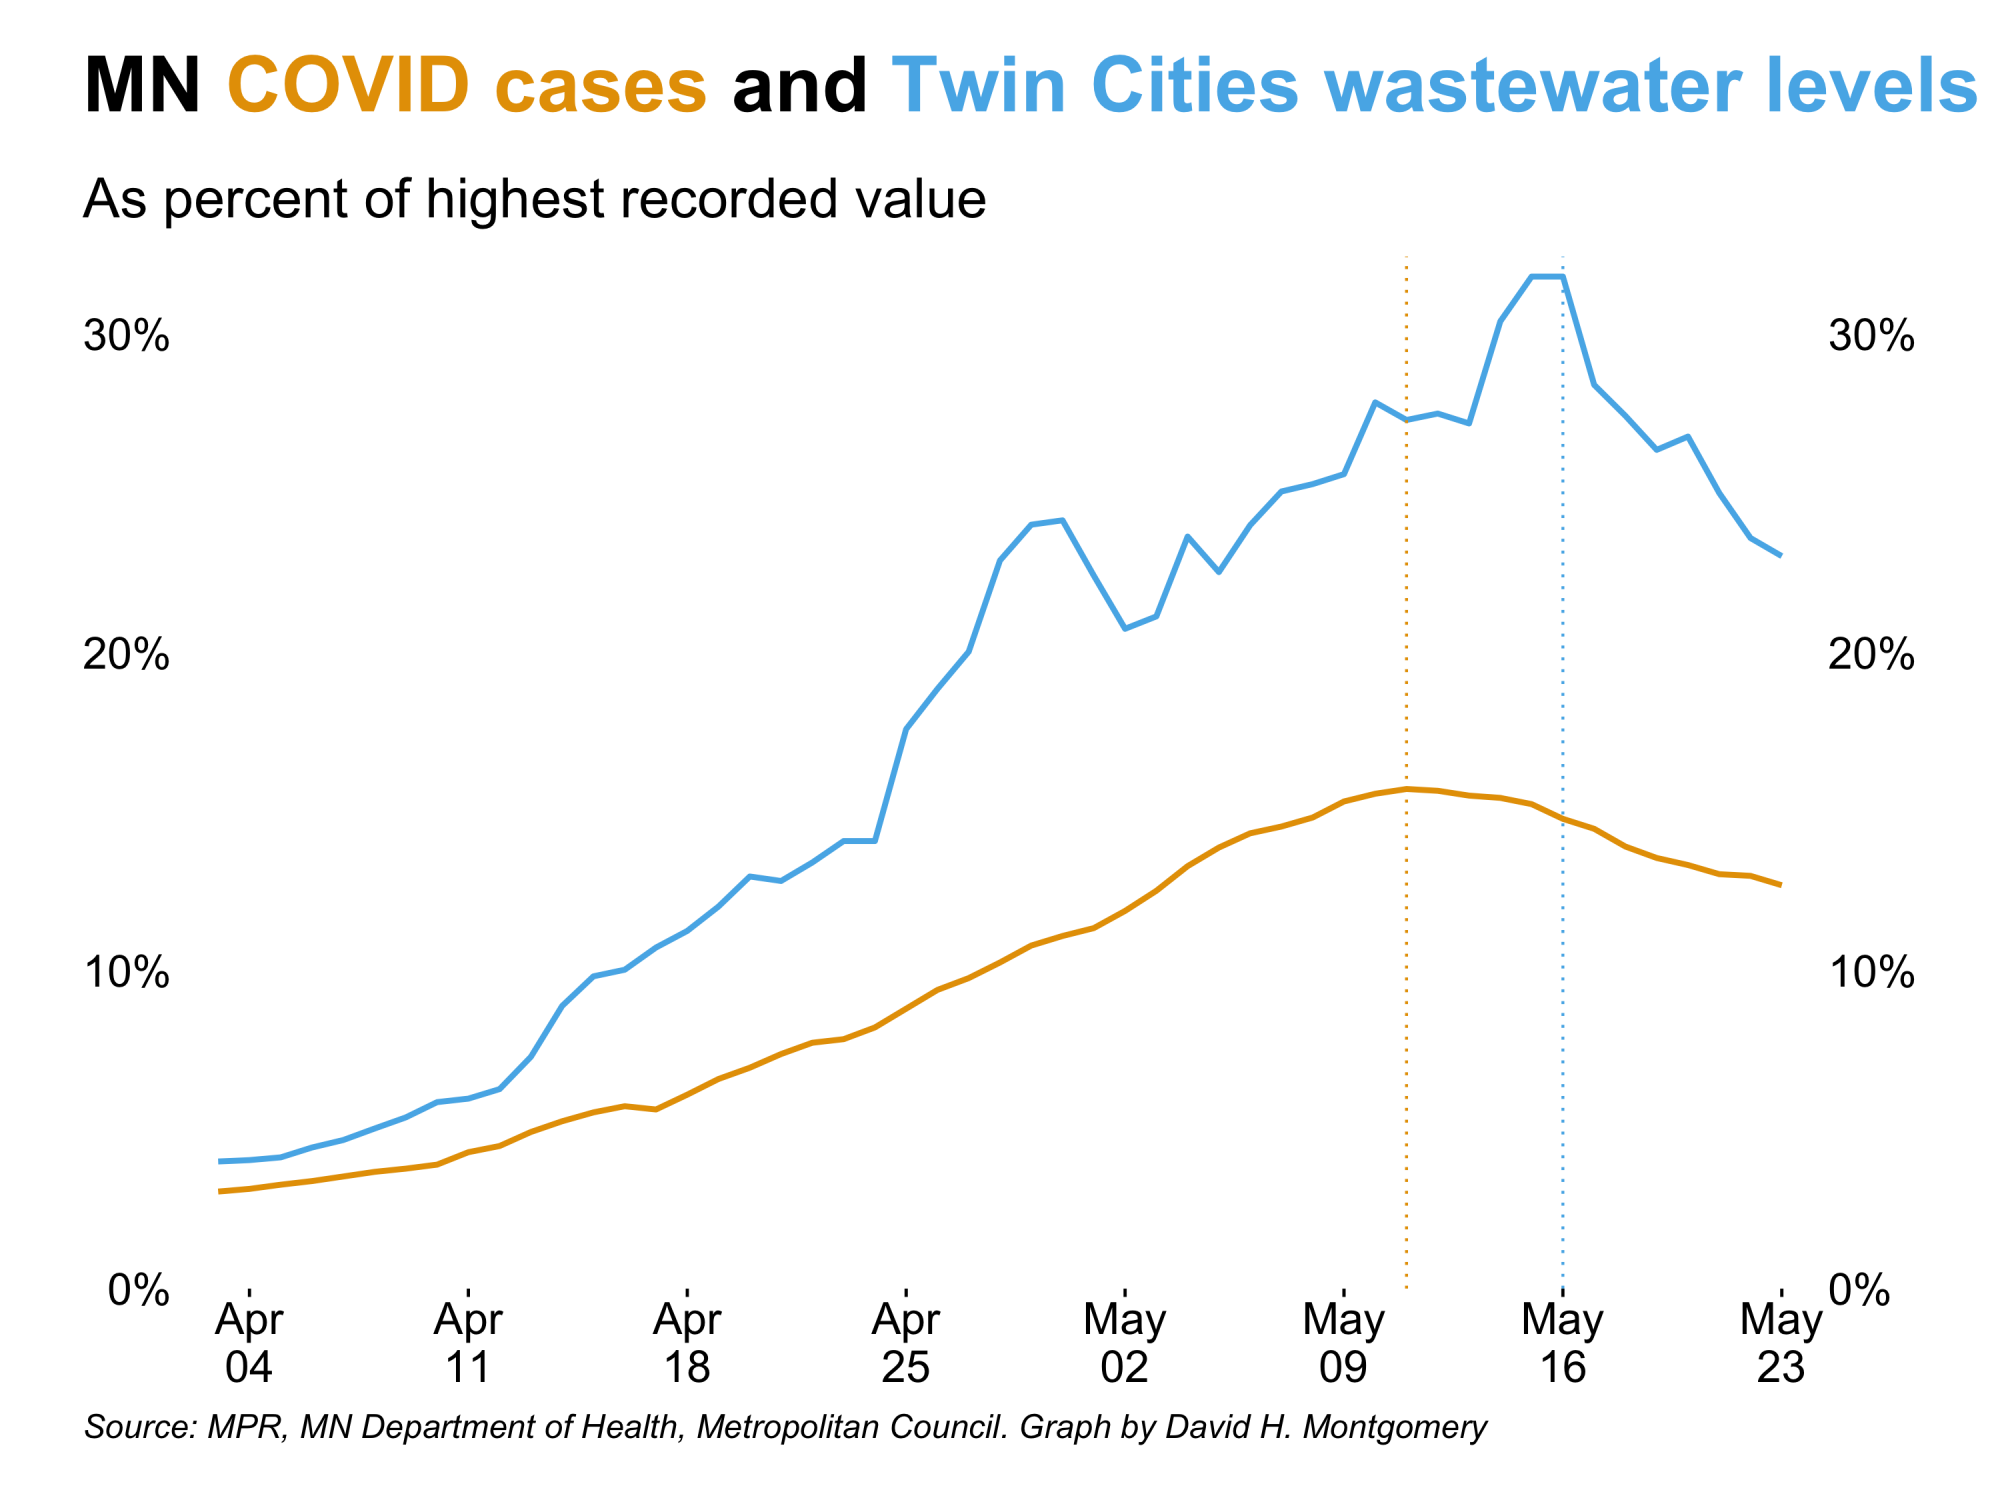 MN COVID cases and Twin Cities wastewater levels
As percent of highest recorded value
30% 30%
20% 20%
10% 10%
0% 0%
Apr Apr Apr Apr May May May May
04 11 18 25 02 09 16 23
Source: MPR, MN Department of Health, Metropolitan Council. Graph by David H. Montgomery